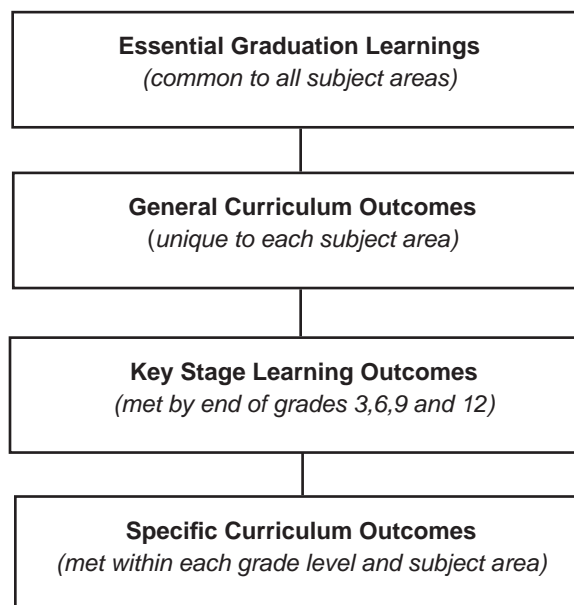 Essential Graduation Learnings
(common to all subject areas)
General Curriculum Outcomes
(unique to each subject area)
Key Stage Learning Outcomes
(met by end of grades 3,6,9 and 12)
Specific Curriculum Outcomes
(met within each grade level and subject area)